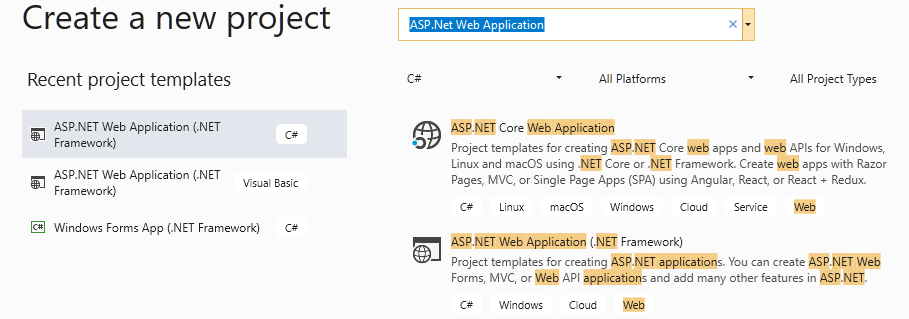 Create a new project
ASP.Net Web Application
Recent project templates
C#
All Platforms
All Project Types
ASP.NET Web Application (.NET
Framework)
C#
ASP.NET Web Application (.NET
Framework)
Visual Basic
C#
Windows Forms App (.NET Framework)
C#
ASP.NET Core Web Application
Project templates for creating ASP.NET Core web apps and web APIs for Windows,
Linux and macOS using .NET Core or .NET Framework. Create web apps with Razor
Pages, MVC, or Single Page Apps (SPA) using Angular, React, or React + Redux.
C# Linux macOS Windows Cloud Service Web
ASP.NET Web Application (.NET Framework)
Project templates for creating ASP.NET applications. You can create ASP.NET Web
Forms, MVC, or Web API applications and add many other features in ASP.NET.
C# Windows Cloud Web